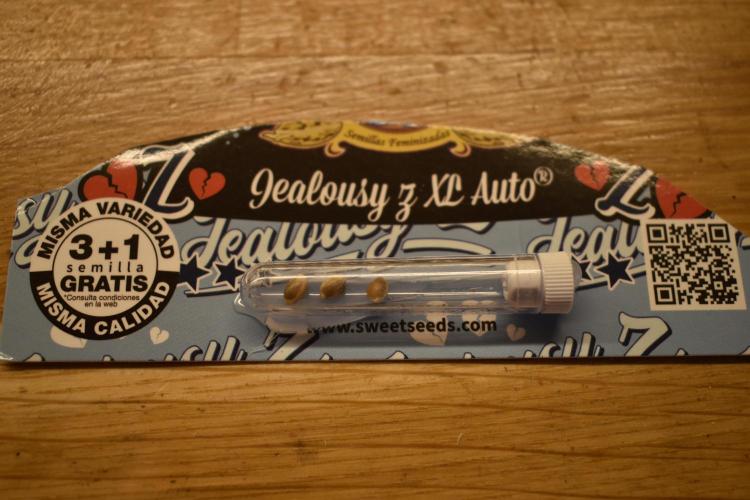 Semillas Feminizadas
Jealousy z XL Auto®
MISMA VARIEDAD
3+1
semilla
GRATIS
*Consulta condiciones
en la web
MISMA CALIDAD
Jealousy
www.sweetseeds.com